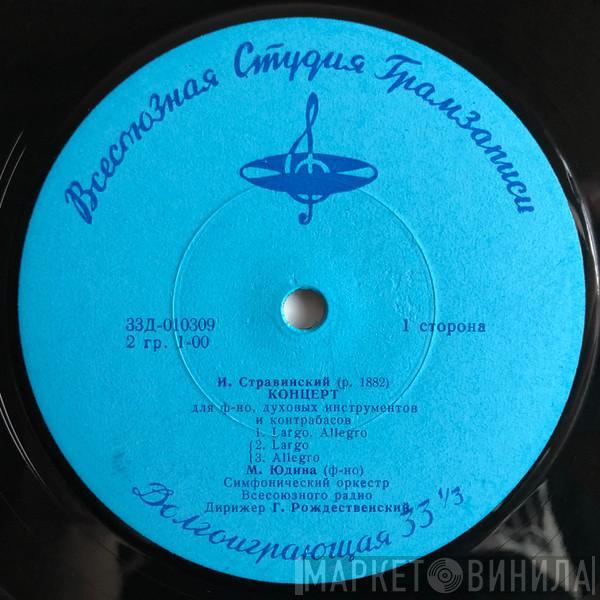 Всесоюзная Студия Грамзаписи
33Д-010309
2 гр. 1-00
1 сторона
И. Стравинский (р. 1882)
КОНЦЕРТ
для ф-но, духовых инструментов
и контрабасов
1. Largo. Allegro
2. Largo
3. Allegro
М. Юдина (ф-но)
Симфонический оркестр
Всесоюзного радио
Дирижер Г. Рождественский
Долгоиграющая 33 1/3
МАРКЕТ ВИНИЛА